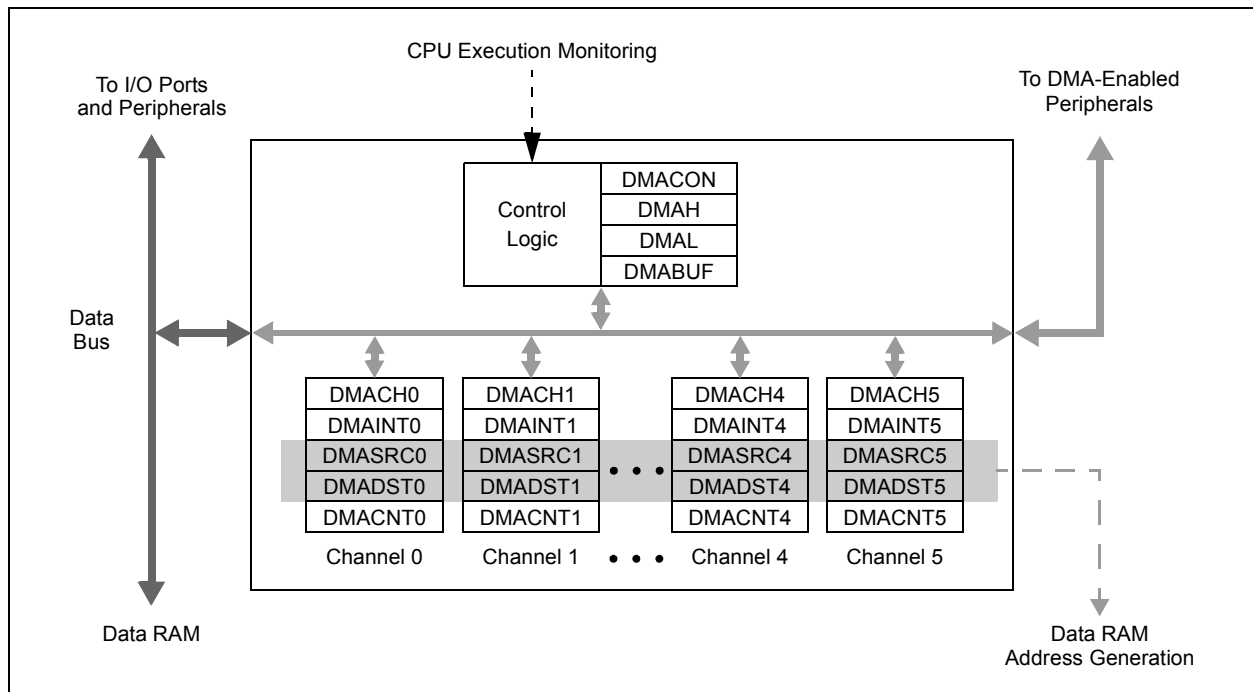 CPU Execution Monitoring
To I/O Ports
and Peripherals
To DMA-Enabled
Peripherals
Control
Logic
DMACON
DMAH
DMAL
DMABUF
Data
Bus
DMACH0
DMAINT0
DMASRC0
DMADST0
DMACNT0
Channel 0
DMACH1
DMAINT1
DMASRC1
DMADST1
DMACNT1
Channel 1
• • •
• • •
DMACH4
DMAINT4
DMASRC4
DMADST4
DMACNT4
Channel 4
DMACH5
DMAINT5
DMASRC5
DMADST5
DMACNT5
Channel 5
Data RAM
Data RAM
Address Generation